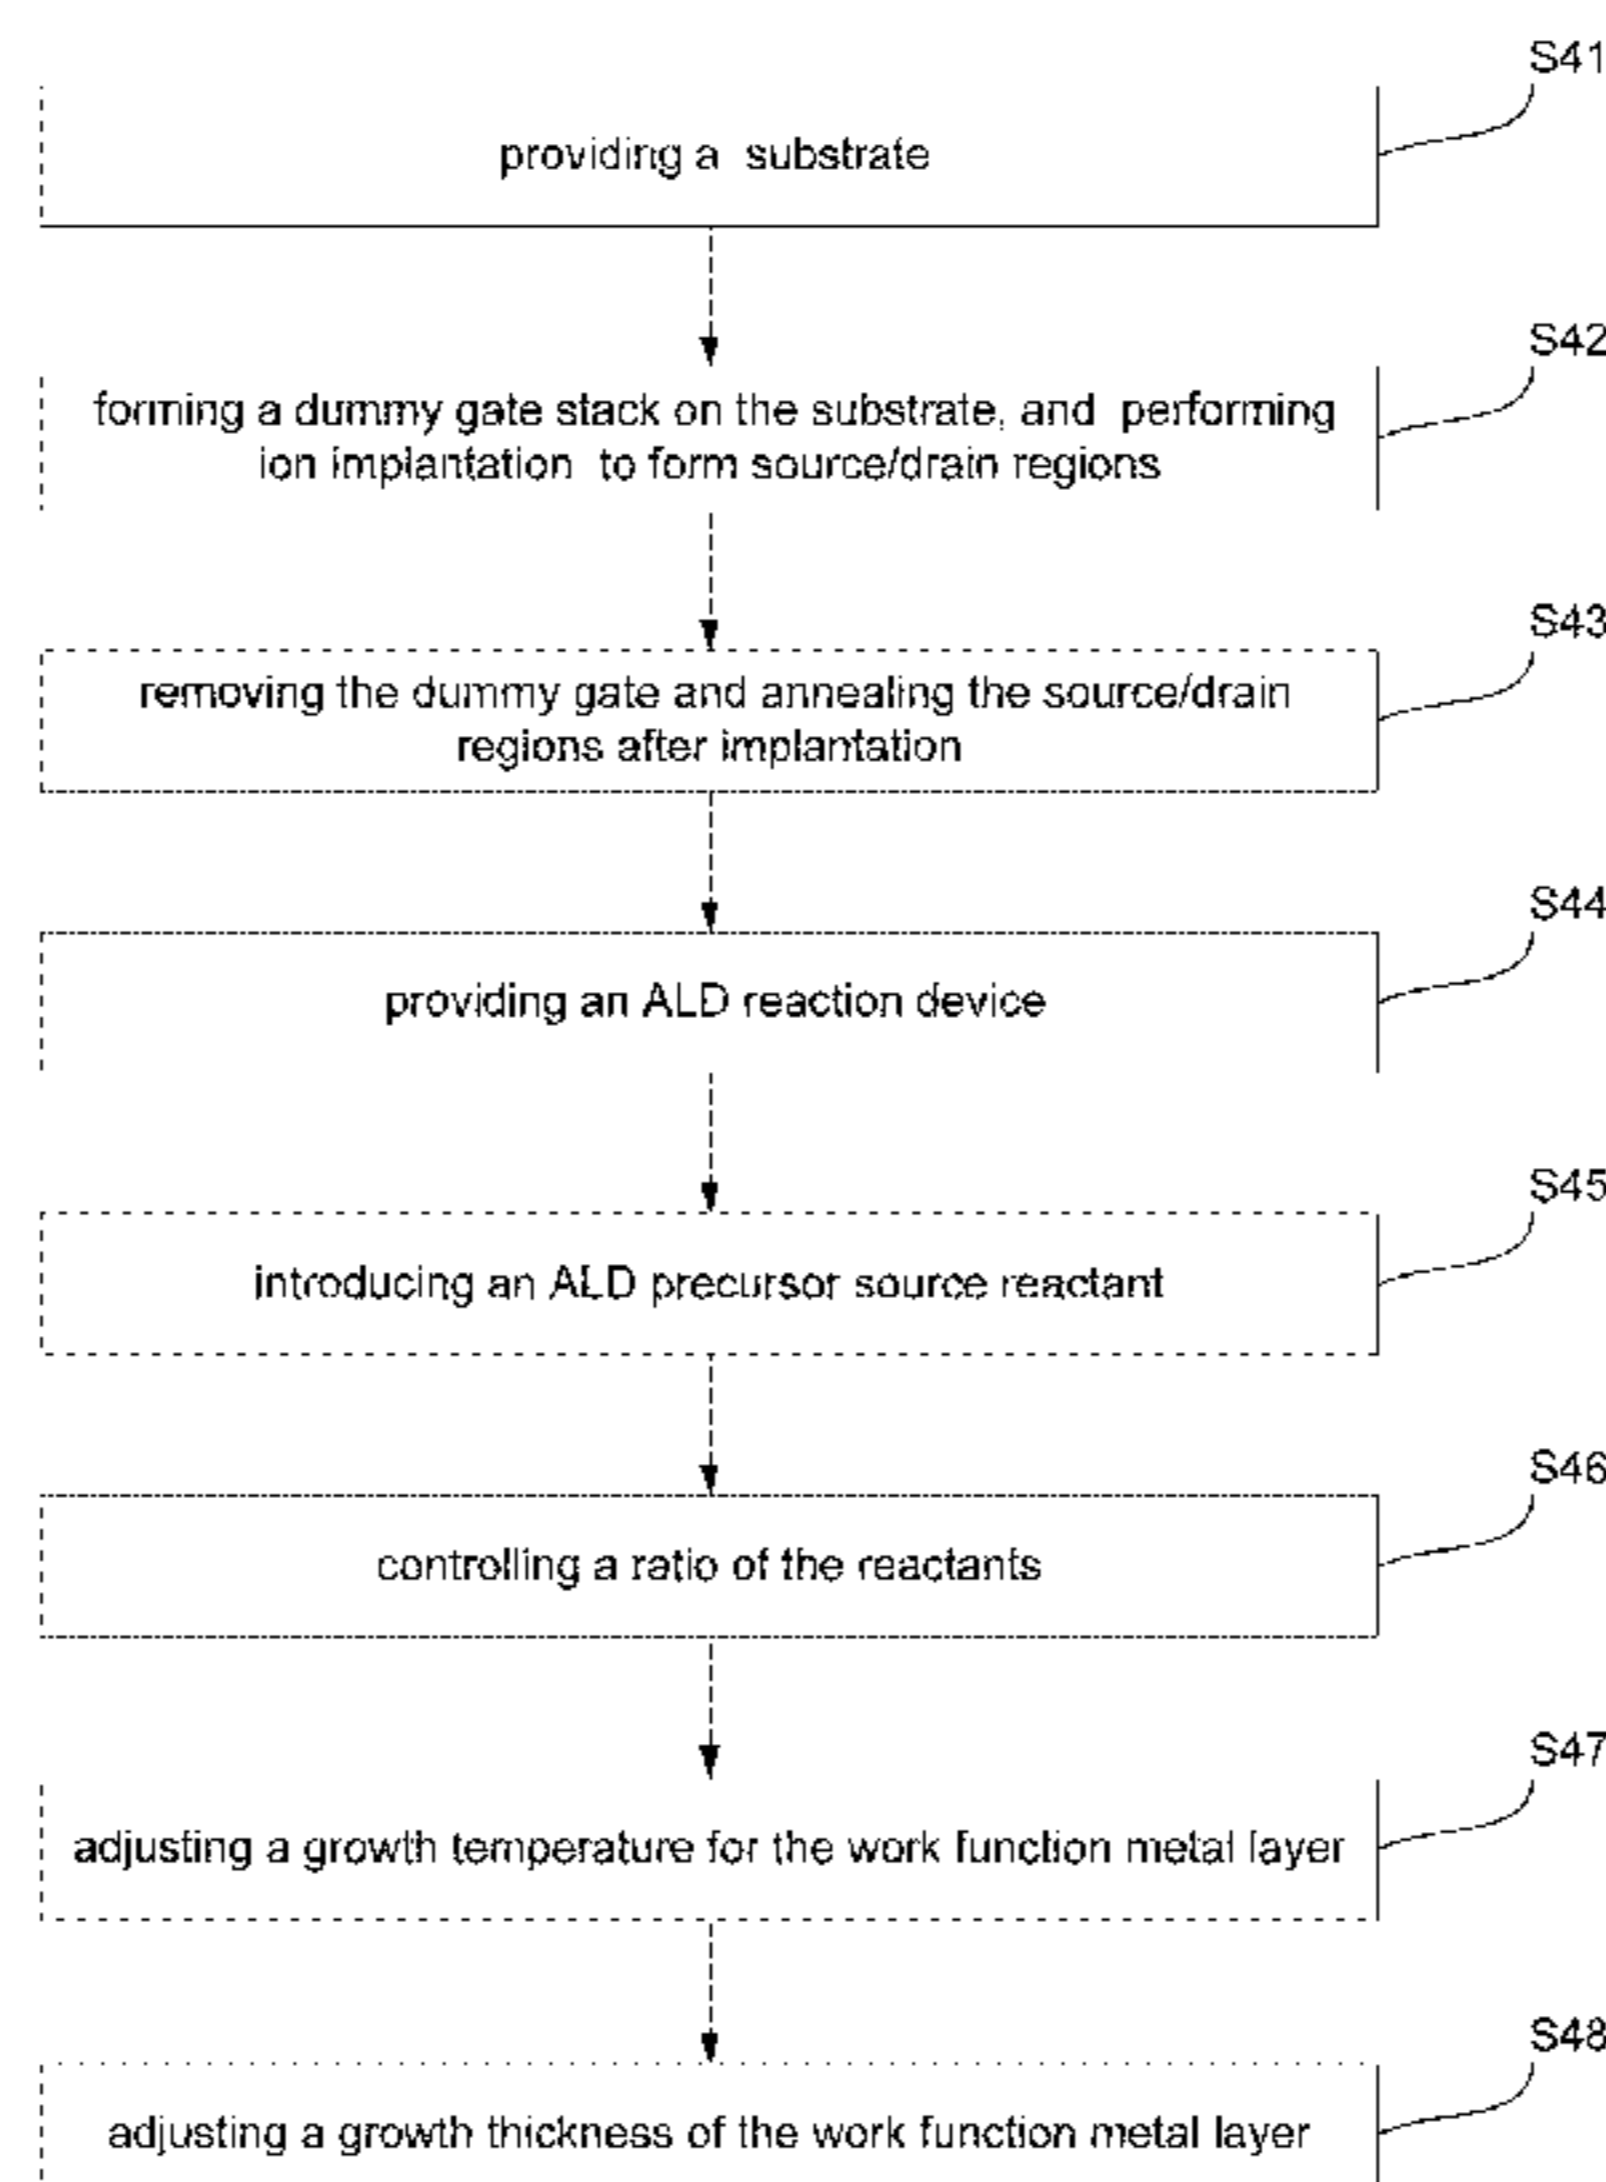 S41
providing a substrate
S42
forming a dummy gate stack on the substrate, and performing
ion implantation to form source/drain regions
S43
removing the dummy gate and annealing the source/drain
regions after implantation
S44
providing an ALD reaction device
S45
introducing an ALD precursor source reactant
S46
controlling a ratio of the reactants
S47
adjusting a growth temperature for the work function metal layer
S48
adjusting a growth thickness of the work function metal layer